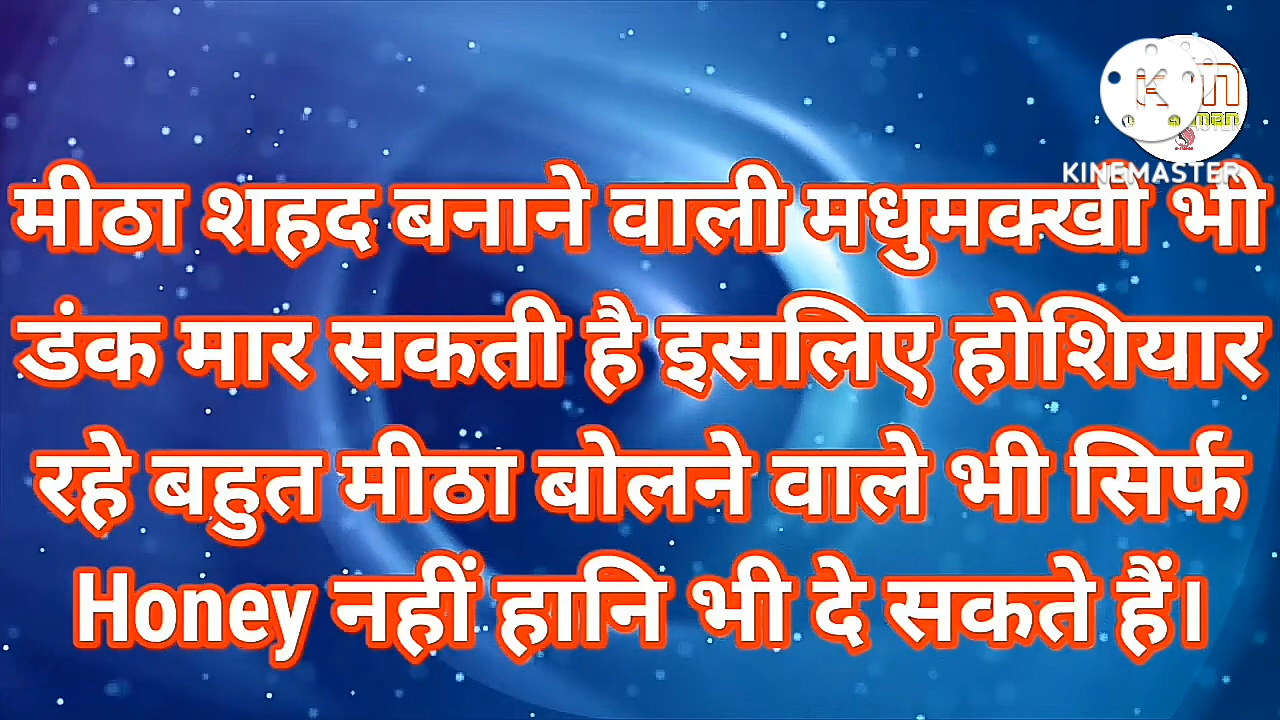 KINEMASTER
मीठा शहद बनाने वाली मधुमक्खी भी
डंक मार सकती है इसलिए होशियार
रहे बहुत मीठा बोलने वाले भी सिर्फ
Honey नहीं हानि भी दे सकते हैं।